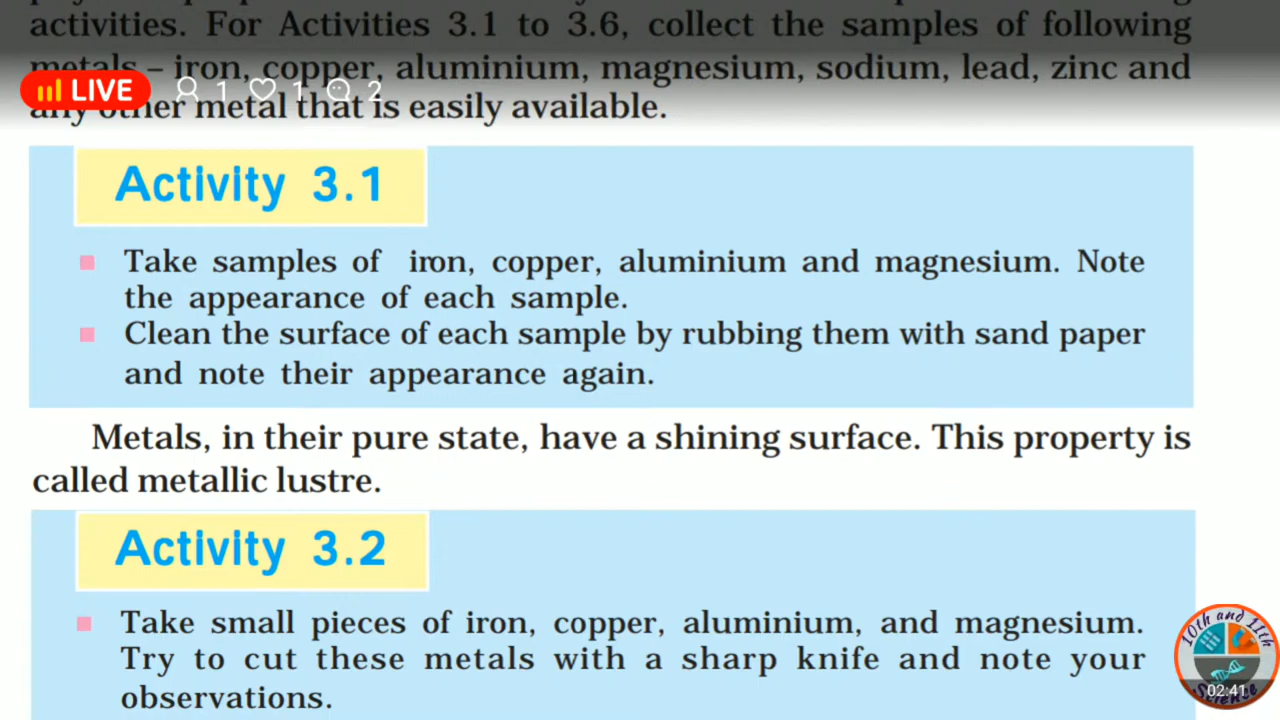 activities. For Activities 3.1 to 3.6, collect the samples of following
metals – iron, copper, aluminium, magnesium, sodium, lead, zinc and
LIVE 1 1 2
any other metal that is easily available.
Activity 3.1
Take samples of iron, copper, aluminium and magnesium. Note
the appearance of each sample.
Clean the surface of each sample by rubbing them with sand paper
and note their appearance again.
Metals, in their pure state, have a shining surface. This property is
called metallic lustre.
Activity 3.2
Take small pieces of iron, copper, aluminium, and magnesium.
Try to cut these metals with a sharp knife and note your
observations.
10th and 11th
02:41
Science